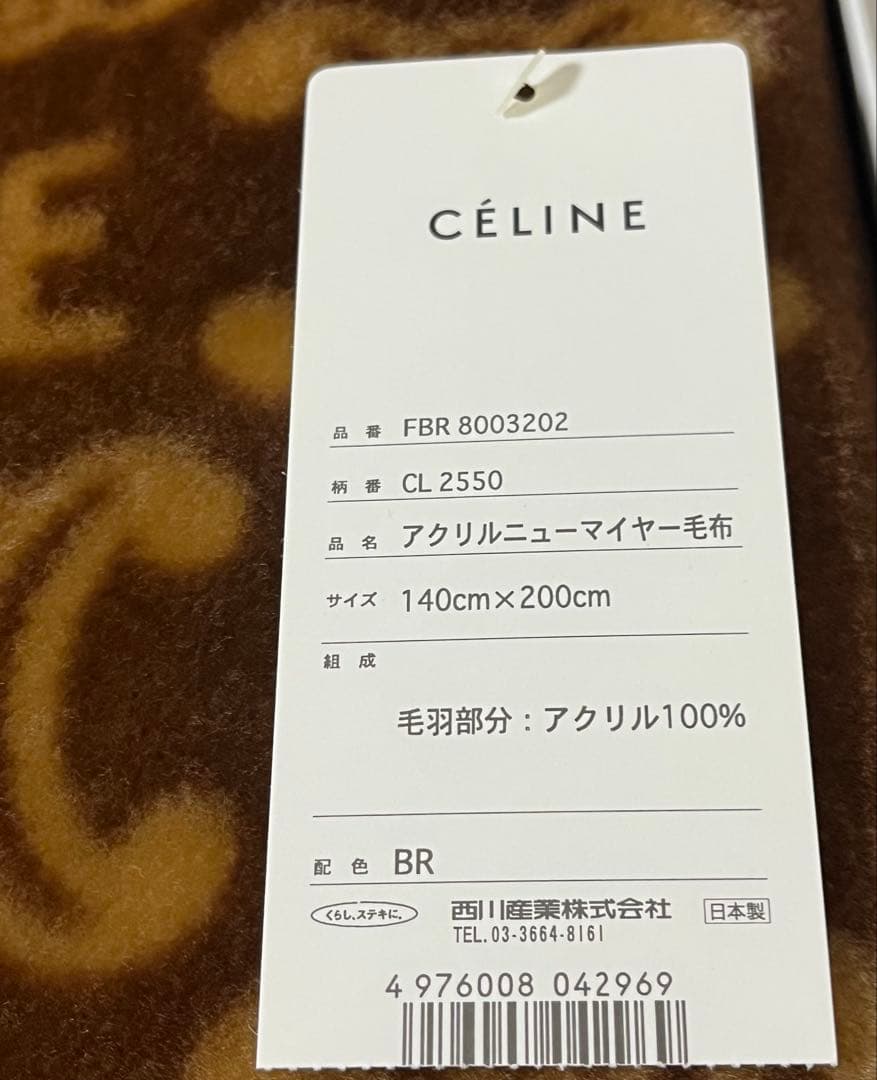 CÉLINE
品番 FBR 8003202
柄番 CL 2550
品名 アクリルニューマイヤー毛布
サイズ 140cm×200cm
組成
毛羽部分：アクリル100%
配色 BR
くらし、ステキに。 西川産業株式会社 日本製
TEL. 03-3664-8161
4 976008 042969
E
C